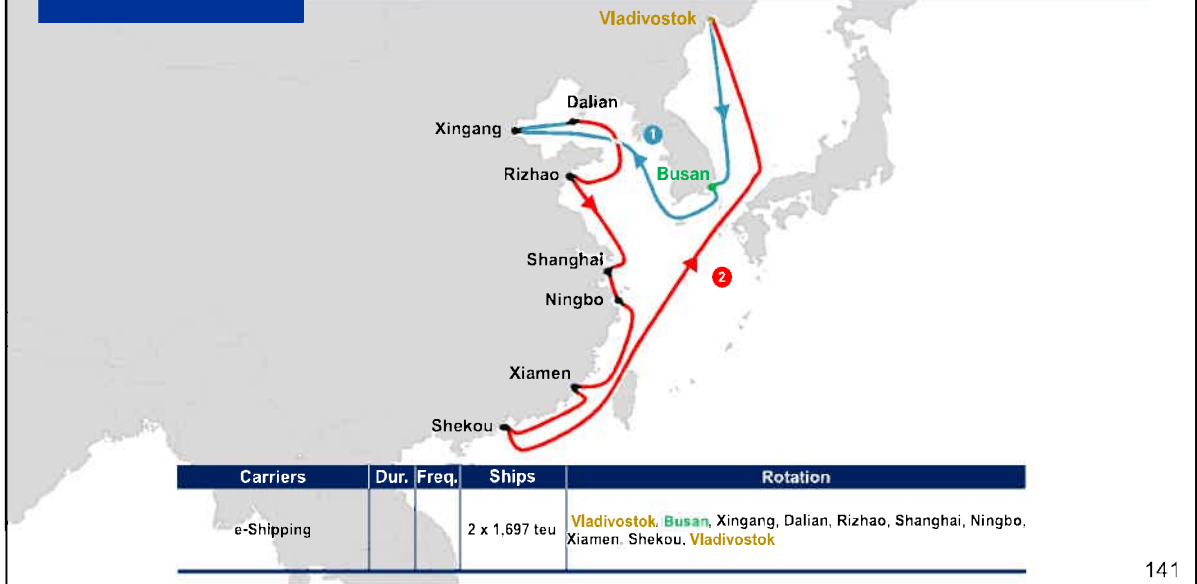 Vladivostok
Dalian
Xingang
1
Rizhao
Busan
Shanghai
2
Ningbo
Xiamen
Shekou
Carriers Dur. Freq. Ships Rotation
e-Shipping 2 x 1,697 teu Vladivostok, Busan, Xingang, Dalian, Rizhao, Shanghai, Ningbo,
Xiamen, Shekou, Vladivostok
141